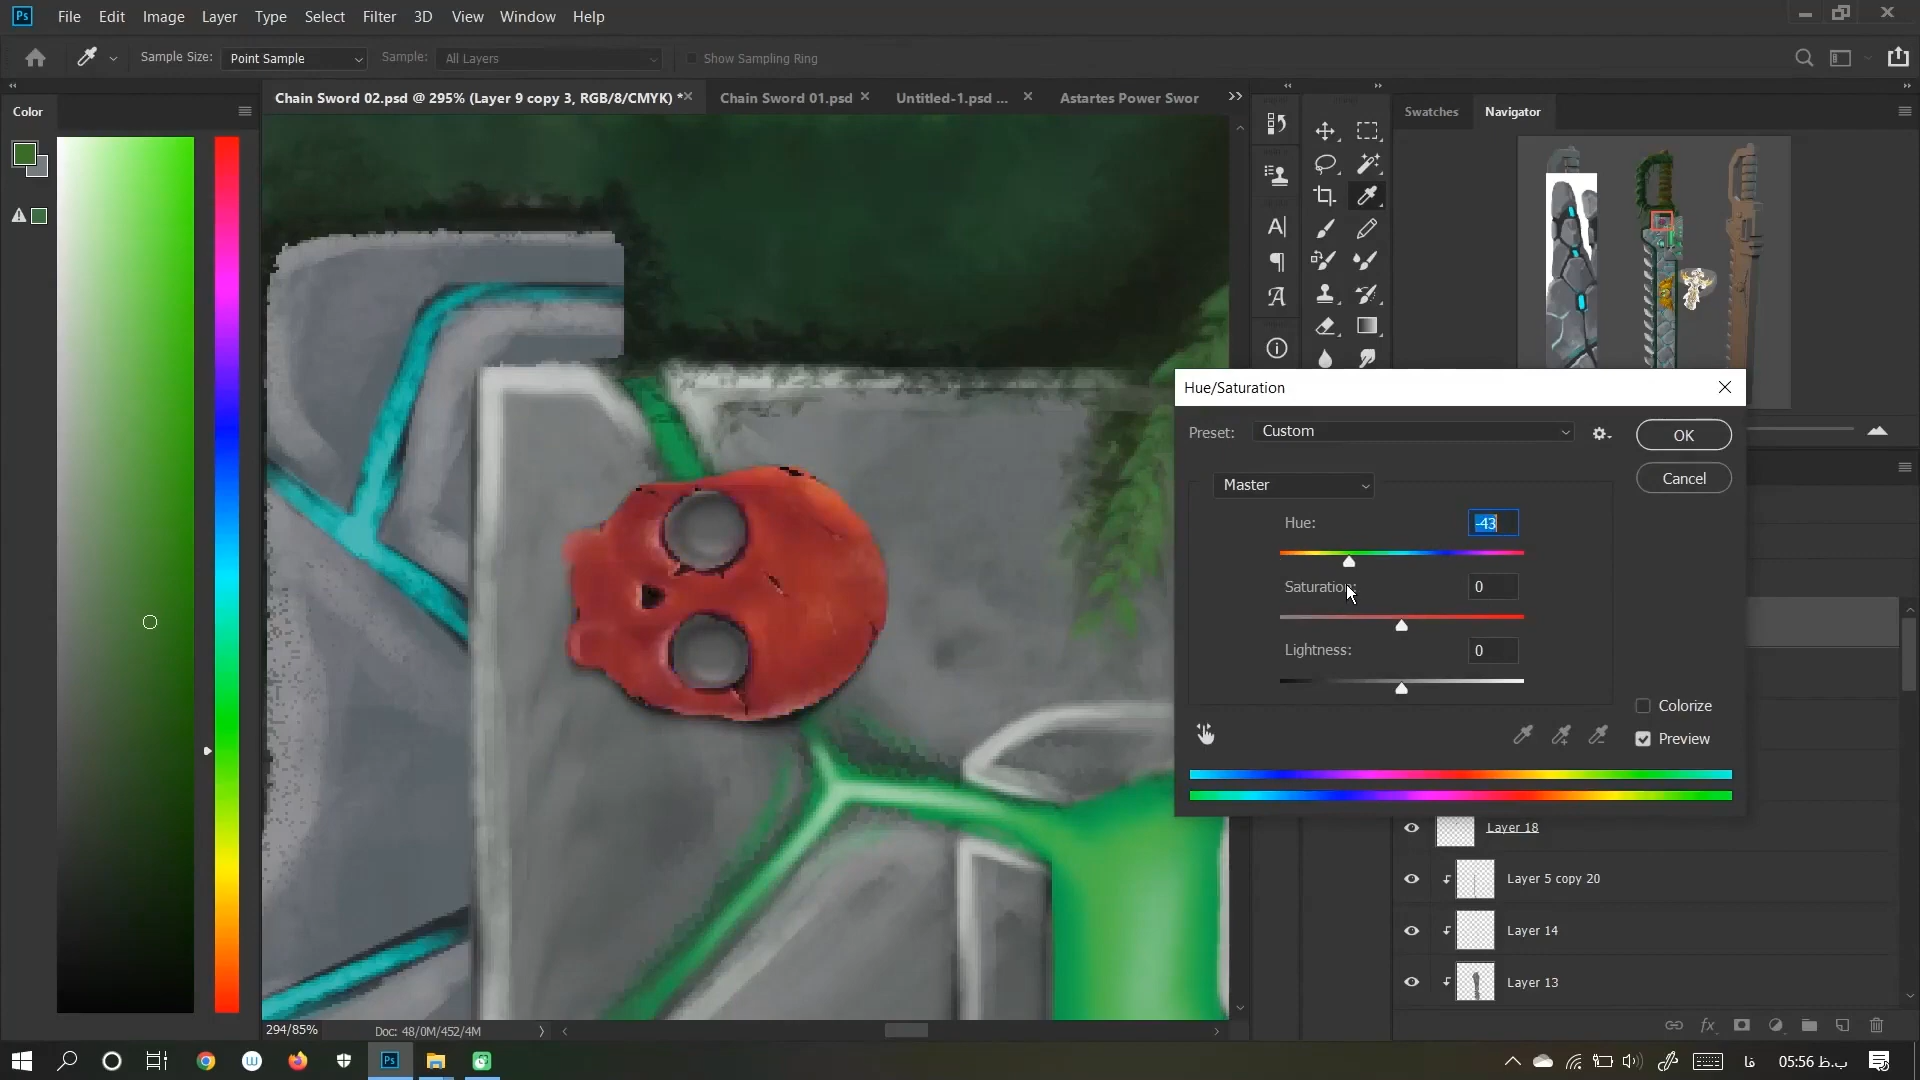 Ps File Edit Image Layer Type Select Filter 3D View Window Help
Sample Size: Point Sample Sample: All Layers Show Sampling Ring
Color
Chain Sword 02.psd @ 295% (Layer 9 copy 3, RGB/8/CMYK) *
Chain Sword 01.psd
Untitled-1.psd ...
Astartes Power Swor
Swatches Navigator
Hue/Saturation
Preset: Custom
OK
Cancel
Master
Hue: -43
Saturation: 0
Lightness: 0
Colorize
Preview
Layer 18
Layer 5 copy 20
Layer 14
Layer 13
294/85% Doc: 48/0M/452/4M
fx
Ps
فا
05:56 ب.ظ